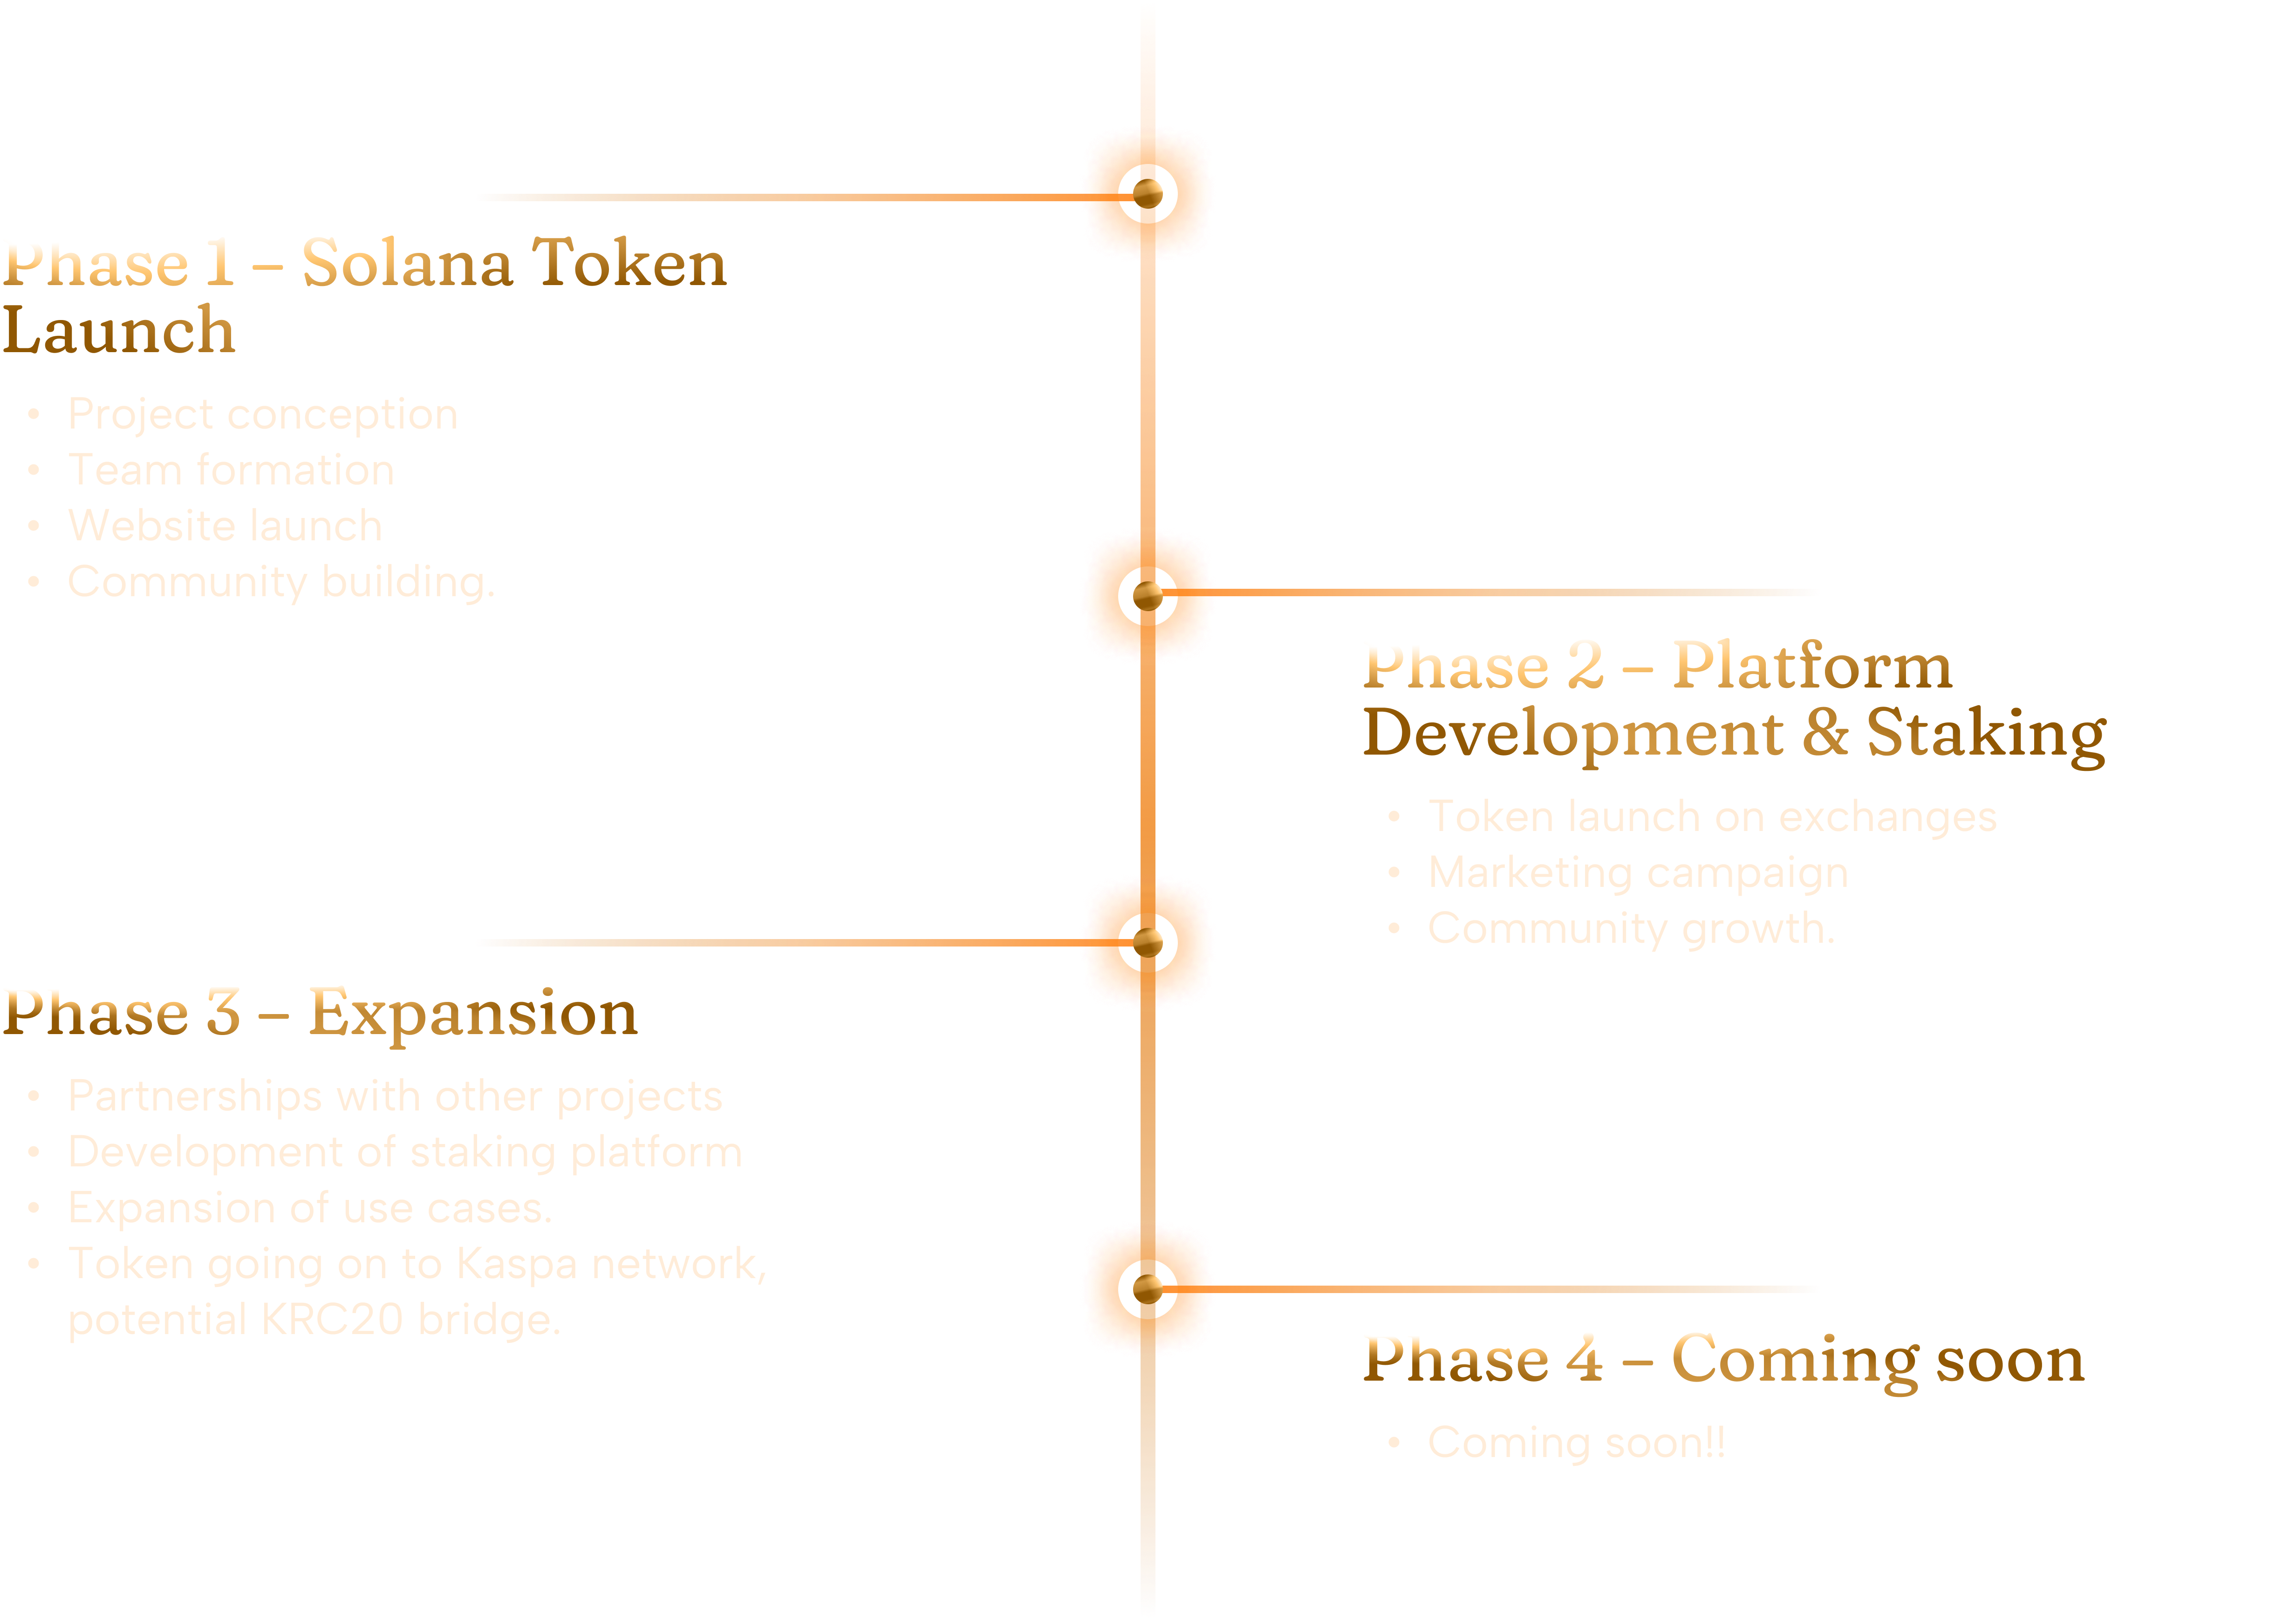 Phase 1 – Solana Token
Launch
• Project conception
• Team formation
• Website launch
• Community building.
Phase 2 – Platform
Development & Staking
• Token launch on exchanges
• Marketing campaign
• Community growth.
Phase 3 – Expansion
• Partnerships with other projects
• Development of staking platform
• Expansion of use cases.
• Token going on to Kaspa network,
potential KRC20 bridge.
Phase 4 – Coming soon
• Coming soon!!